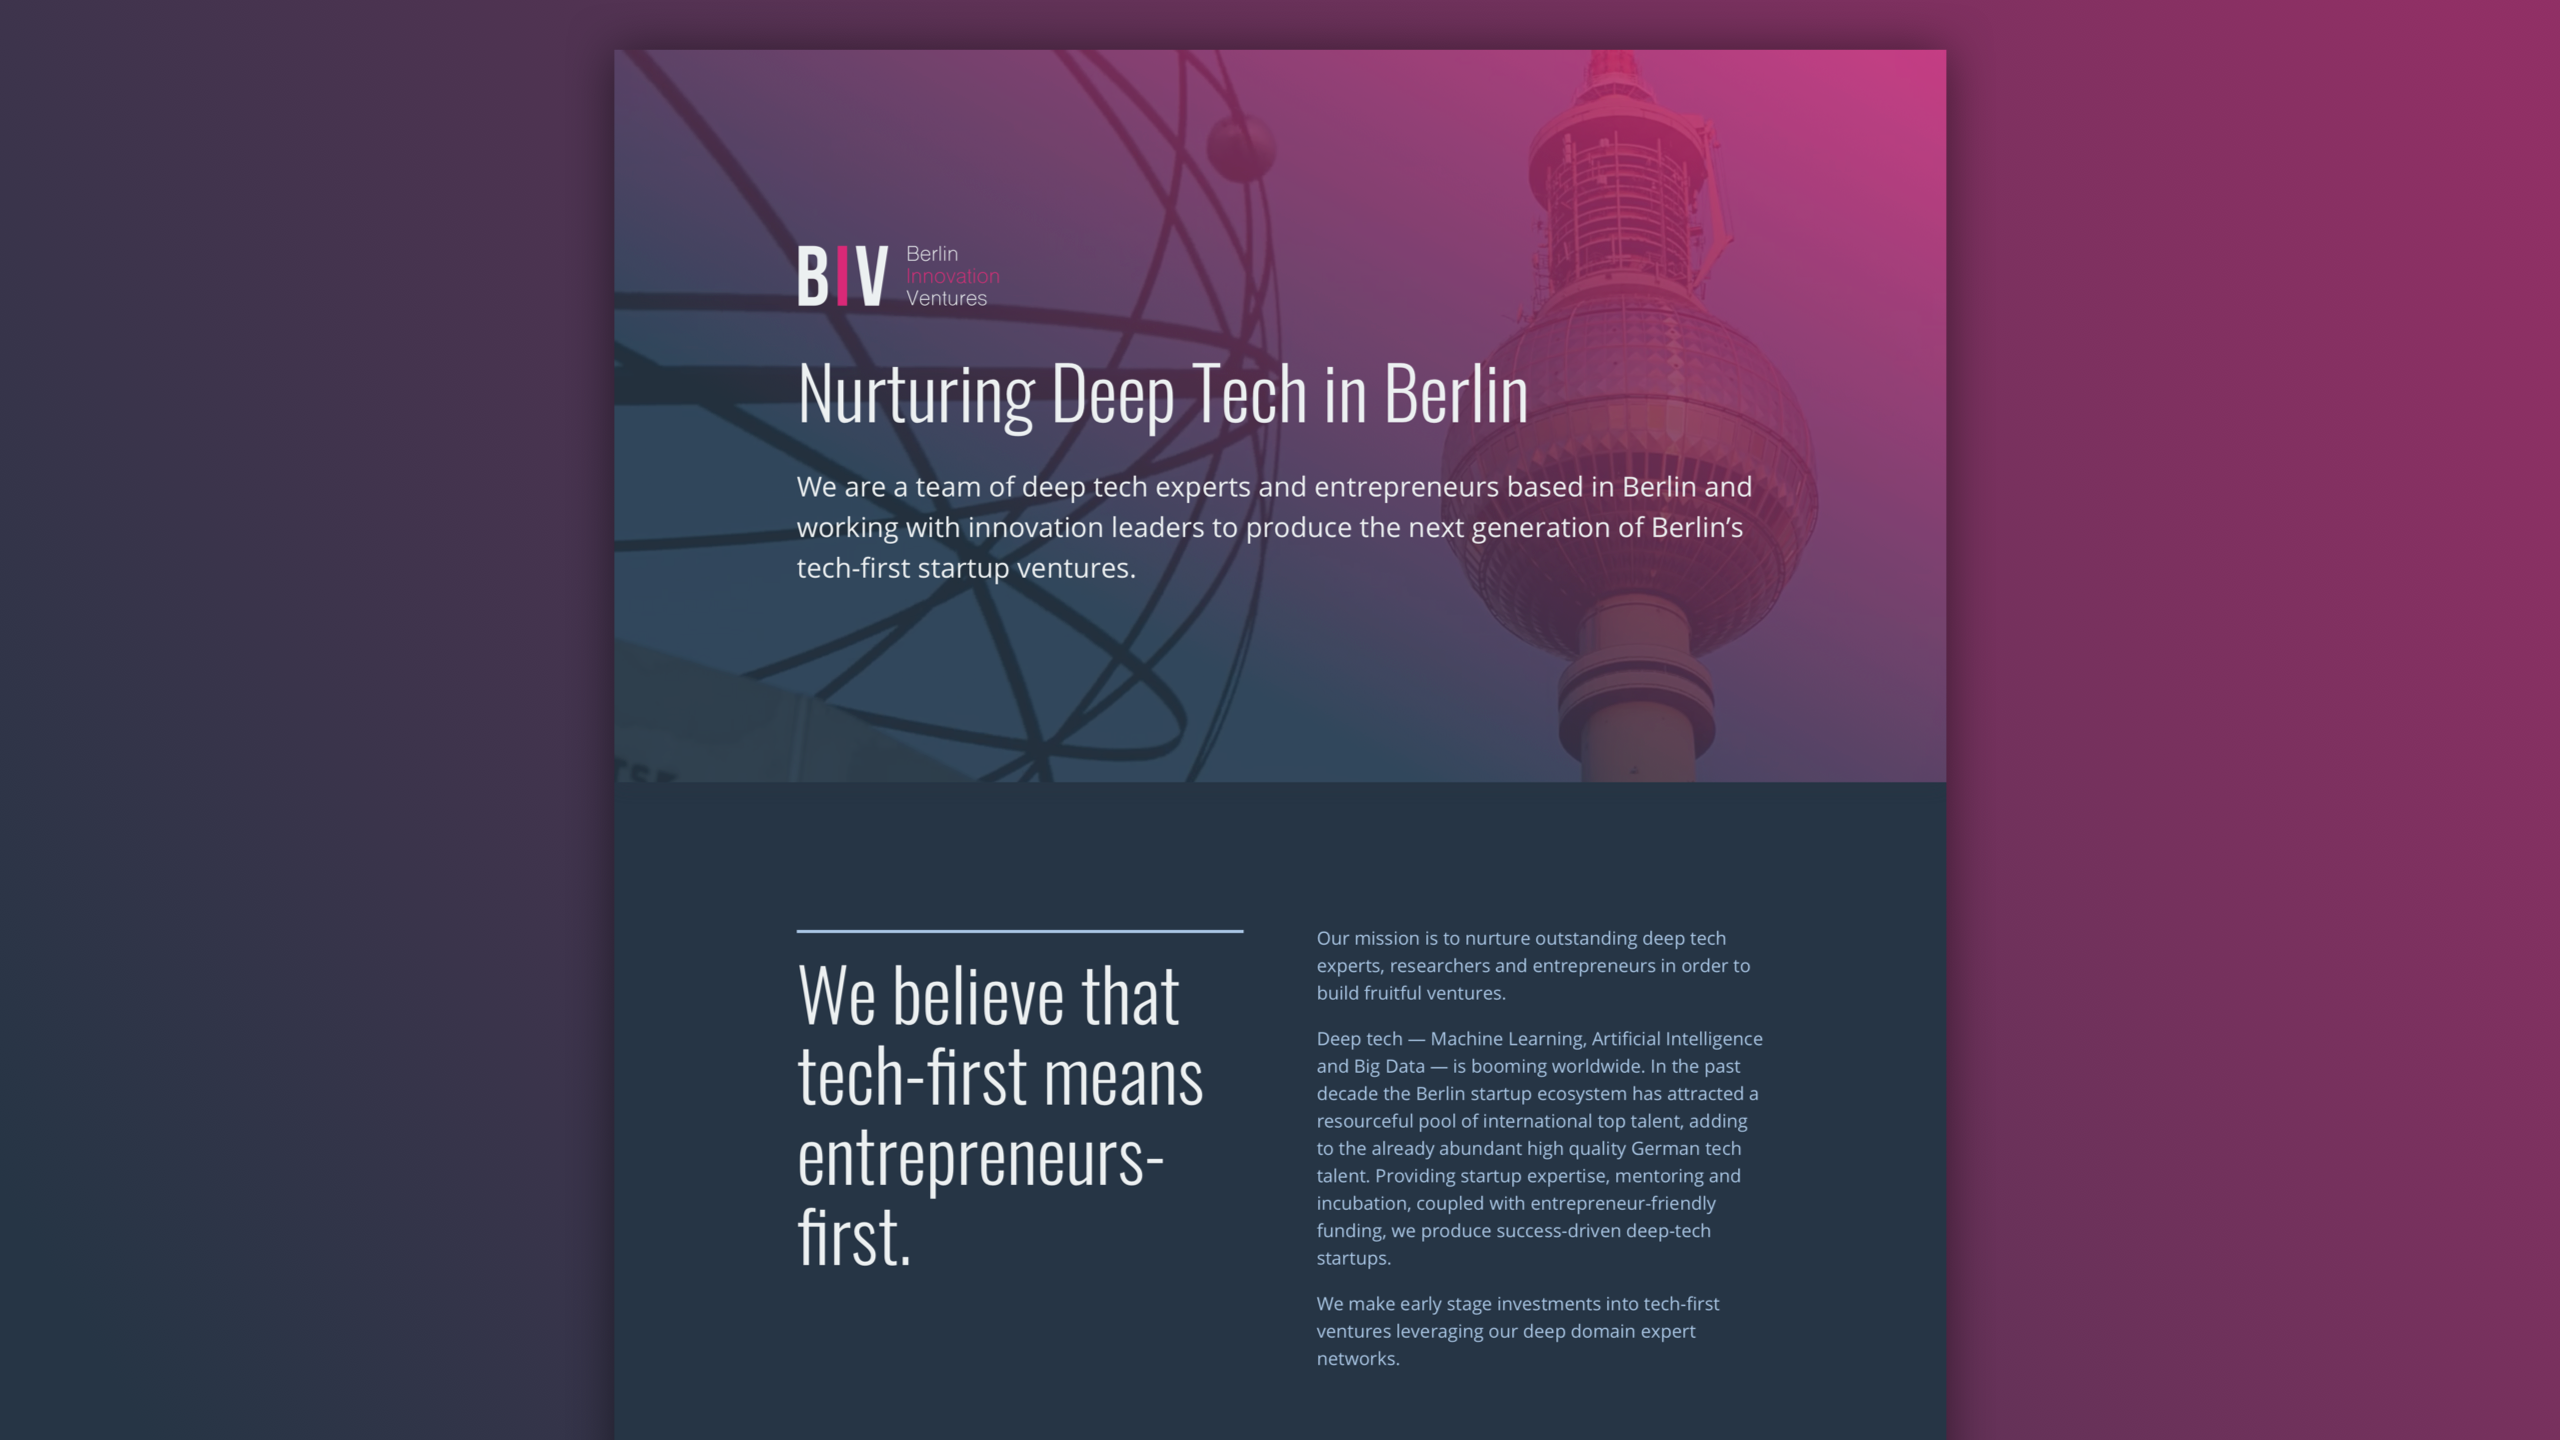 BIV
Berlin
Innovation
Ventures
Nurturing Deep Tech in Berlin
We are a team of deep tech experts and entrepreneurs based in Berlin and
working with innovation leaders to produce the next generation of Berlin’s
tech-first startup ventures.
We believe that
tech-first means
entrepreneurs-
first.
Our mission is to nurture outstanding deep tech
experts, researchers and entrepreneurs in order to
build fruitful ventures.
Deep tech — Machine Learning, Artificial Intelligence
and Big Data — is booming worldwide. In the past
decade the Berlin startup ecosystem has attracted a
resourceful pool of international top talent, adding
to the already abundant high quality German tech
talent. Providing startup expertise, mentoring and
incubation, coupled with entrepreneur-friendly
funding, we produce success-driven deep-tech
startups.
We make early stage investments into tech-first
ventures leveraging our deep domain expert
networks.